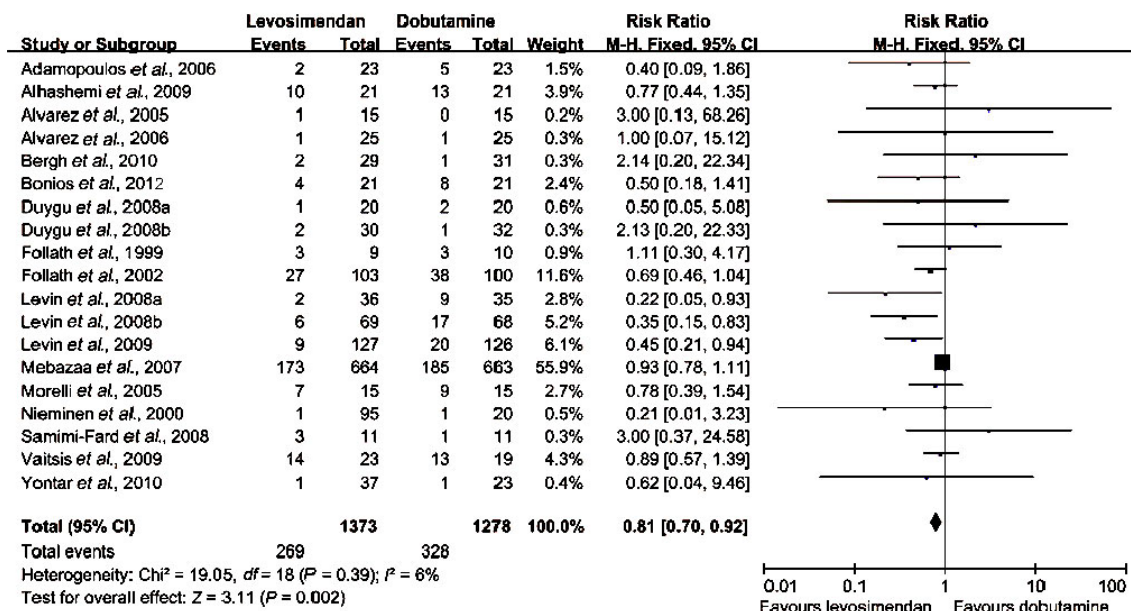 Levosimendan Dobutamine Risk Ratio Risk Ratio
Study or Subgroup Events Total Events Total Weight M-H. Fixed. 95% CI M-H. Fixed. 95% CI
Adamopoulos et al., 2006 2 23 5 23 1.5% 0.40 [0.09, 1.86]
Alhashemi et al., 2009 10 21 13 21 3.9% 0.77 [0.44, 1.35]
Alvarez et al., 2005 1 15 0 15 0.2% 3.00 [0.13, 68.26]
Alvarez et al., 2006 1 25 1 25 0.3% 1.00 [0.07, 15.12]
Bergh et al., 2010 2 29 1 31 0.3% 2.14 [0.20, 22.34]
Bonios et al., 2012 4 21 8 21 2.4% 0.50 [0.18, 1.41]
Duygu et al., 2008a 1 20 2 20 0.6% 0.50 [0.05, 5.08]
Duygu et al., 2008b 2 30 1 32 0.3% 2.13 [0.20, 22.33]
Follath et al., 1999 3 9 3 10 0.9% 1.11 [0.30, 4.17]
Follath et al., 2002 27 103 38 100 11.6% 0.69 [0.46, 1.04]
Levin et al., 2008a 2 36 9 35 2.8% 0.22 [0.05, 0.93]
Levin et al., 2008b 6 69 17 68 5.2% 0.35 [0.15, 0.83]
Levin et al., 2009 9 127 20 126 6.1% 0.45 [0.21, 0.94]
Mebazaa et al., 2007 173 664 185 663 55.9% 0.93 [0.78, 1.11]
Morelli et al., 2005 7 15 9 15 2.7% 0.78 [0.39, 1.54]
Nieminen et al., 2000 1 95 1 20 0.5% 0.21 [0.01, 3.23]
Samimi-Fard et al., 2008 3 11 1 11 0.3% 3.00 [0.37, 24.58]
Vaitsis et al., 2009 14 23 13 19 4.3% 0.89 [0.57, 1.39]
Yontar et al., 2010 1 37 1 23 0.4% 0.62 [0.04, 9.46]
Total (95% CI) 1373 1278 100.0% 0.81 [0.70, 0.92]
Total events 269 328
Heterogeneity: Chi² = 19.05, df = 18 (P = 0.39); I² = 6%
Test for overall effect: Z = 3.11 (P = 0.002)
0.01 0.1 1 10 100
Favours levosimendan Favours dobutamine